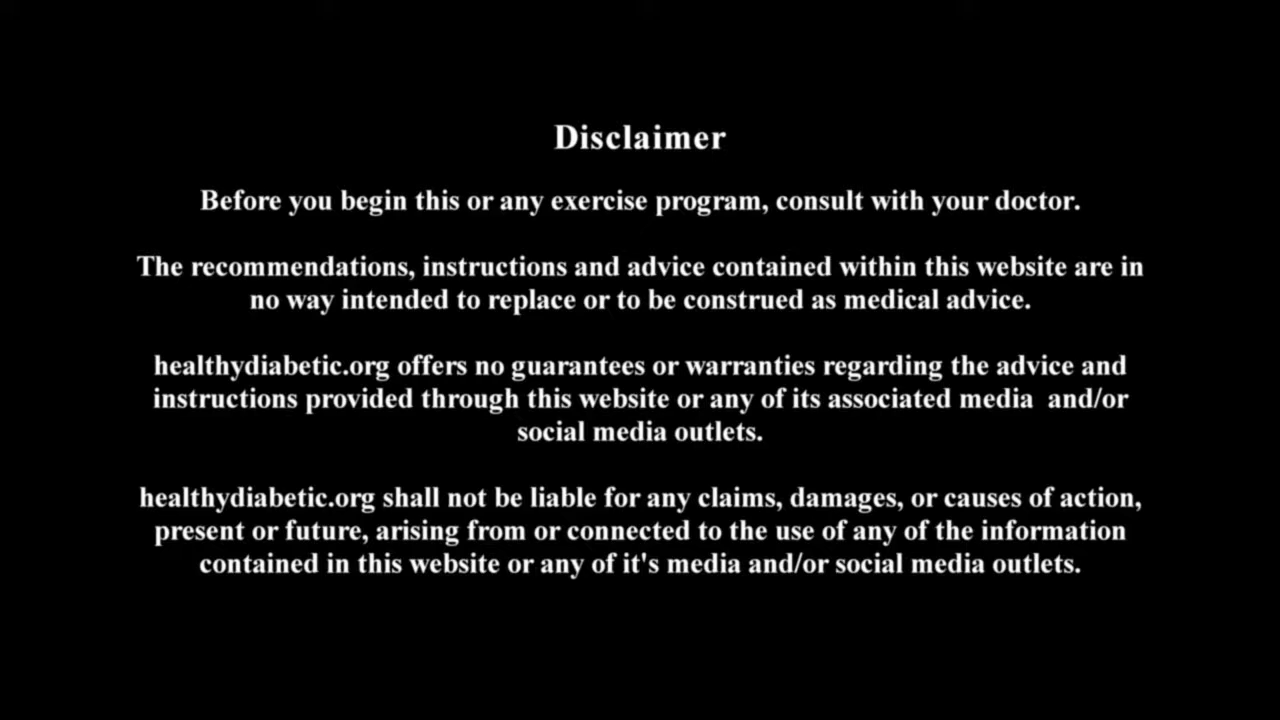 Disclaimer
Before you begin this or any exercise program, consult with your doctor.
The recommendations, instructions and advice contained within this website are in
no way intended to replace or to be construed as medical advice.
healthydiabetic.org offers no guarantees or warranties regarding the advice and
instructions provided through this website or any of its associated media  and/or
social media outlets.
healthydiabetic.org shall not be liable for any claims, damages, or causes of action,
present or future, arising from or connected to the use of any of the information
contained in this website or any of it's media and/or social media outlets.